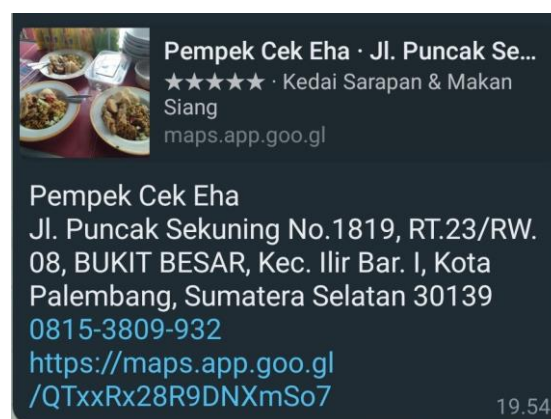 Pempek Cek Eha · Jl. Puncak Se...
★★★★★ · Kedai Sarapan & Makan
Siang
maps.app.goo.gl
Pempek Cek Eha
Jl. Puncak Sekuning No.1819, RT.23/RW.
08, BUKIT BESAR, Kec. Ilir Bar. I, Kota
Palembang, Sumatera Selatan 30139
0815-3809-932
https://maps.app.goo.gl
/QTxxRx28R9DNXmSo7
19.54